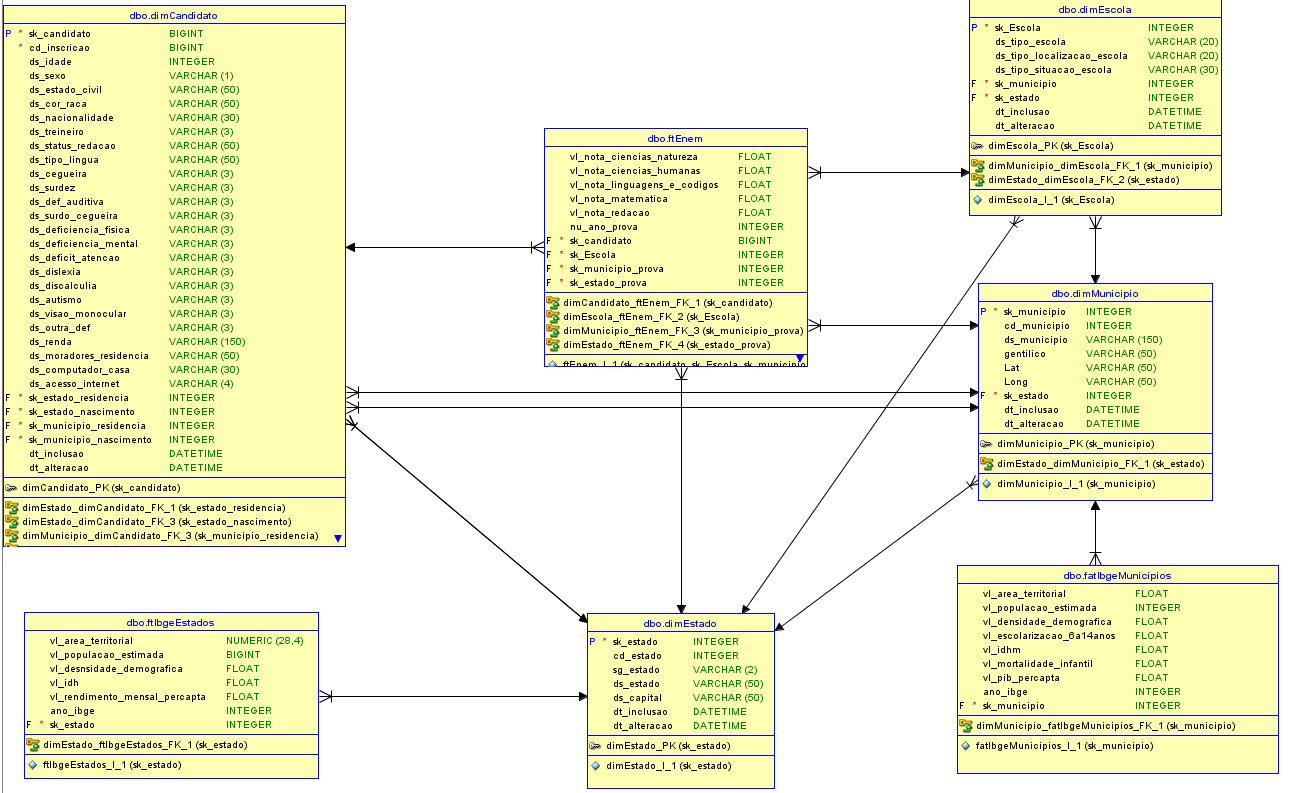 dbo.dimCandidato
P * sk_candidato BIGINT
* cd_inscricao BIGINT
ds_idade INTEGER
ds_sexo VARCHAR (1)
ds_estado_civil VARCHAR (50)
ds_cor_raca VARCHAR (50)
ds_nacionalidade VARCHAR (30)
ds_treineiro VARCHAR (3)
ds_status_redacao VARCHAR (50)
ds_tipo_lingua VARCHAR (50)
ds_cegueira VARCHAR (3)
ds_surdez VARCHAR (3)
ds_def_auditiva VARCHAR (3)
ds_surdo_cegueira VARCHAR (3)
ds_deficiencia_fisica VARCHAR (3)
ds_deficiencia_mental VARCHAR (3)
ds_deficit_atencao VARCHAR (3)
ds_dislexia VARCHAR (3)
ds_discalculia VARCHAR (3)
ds_autismo VARCHAR (3)
ds_visao_monocular VARCHAR (3)
ds_outra_def VARCHAR (3)
ds_renda VARCHAR (150)
ds_moradores_residencia VARCHAR (50)
ds_computador_casa VARCHAR (30)
ds_acesso_internet VARCHAR (4)
F * sk_estado_residencia INTEGER
F * sk_estado_nascimento INTEGER
F * sk_municipio_residencia INTEGER
F * sk_municipio_nascimento INTEGER
dt_inclusao DATETIME
dt_alteracao DATETIME
dimCandidato_PK (sk_candidato)
dimEstado_dimCandidato_FK_1 (sk_estado_residencia)
dimEstado_dimCandidato_FK_3 (sk_estado_nascimento)
dimMunicipio_dimCandidato_FK_3 (sk_municipio_residencia)
dbo.ftEnem
vl_nota_ciencias_natureza FLOAT
vl_nota_ciencias_humanas FLOAT
vl_nota_linguagens_e_codigos FLOAT
vl_nota_matematica FLOAT
vl_nota_redacao FLOAT
nu_ano_prova INTEGER
F * sk_candidato BIGINT
F * sk_Escola INTEGER
F * sk_municipio_prova INTEGER
F * sk_estado_prova INTEGER
dimCandidato_ftEnem_FK_1 (sk_candidato)
dimEscola_ftEnem_FK_2 (sk_Escola)
dimMunicipio_ftEnem_FK_3 (sk_municipio_prova)
dimEstado_ftEnem_FK_4 (sk_estado_prova)
ftEnem_I_1 (sk_candidato, sk_Escola, sk_municipio
dbo.dimEscola
P * sk_Escola INTEGER
ds_tipo_escola VARCHAR (20)
ds_tipo_localizacao_escola VARCHAR (20)
ds_tipo_situacao_escola VARCHAR (30)
F * sk_municipio INTEGER
F * sk_estado INTEGER
dt_inclusao DATETIME
dt_alteracao DATETIME
dimEscola_PK (sk_Escola)
dimMunicipio_dimEscola_FK_1 (sk_municipio)
dimEstado_dimEscola_FK_2 (sk_estado)
dimEscola_I_1 (sk_Escola)
dbo.dimMunicipio
P * sk_municipio INTEGER
cd_municipio INTEGER
ds_municipio VARCHAR (150)
gentilico VARCHAR (50)
Lat VARCHAR (50)
Long VARCHAR (50)
F * sk_estado INTEGER
dt_inclusao DATETIME
dt_alteracao DATETIME
dimMunicipio_PK (sk_municipio)
dimEstado_dimMunicipio_FK_1 (sk_estado)
dimMunicipio_I_1 (sk_municipio)
dbo.ftIbgeEstados
vl_area_territorial NUMERIC (28,4)
vl_populacao_estimada BIGINT
vl_desnsidade_demografica FLOAT
vl_idh FLOAT
vl_rendimento_mensal_percapta FLOAT
ano_ibge INTEGER
F * sk_estado INTEGER
dimEstado_ftIbgeEstados_FK_1 (sk_estado)
ftIbgeEstados_I_1 (sk_estado)
dbo.dimEstado
P * sk_estado INTEGER
cd_estado INTEGER
sg_estado VARCHAR (2)
ds_estado VARCHAR (50)
ds_capital VARCHAR (50)
dt_inclusao DATETIME
dt_alteracao DATETIME
dimEstado_PK (sk_estado)
dimEstado_I_1 (sk_estado)
dbo.fatIbgeMunicipios
vl_area_territorial FLOAT
vl_populacao_estimada INTEGER
vl_densidade_demografica FLOAT
vl_escolarizacao_6a14anos FLOAT
vl_idhm FLOAT
vl_mortalidade_infantil FLOAT
vl_pib_percapta FLOAT
ano_ibge INTEGER
F * sk_municipio INTEGER
dimMunicipio_fatIbgeMunicipios_FK_1 (sk_municipio)
fatIbgeMunicipios_I_1 (sk_municipio)